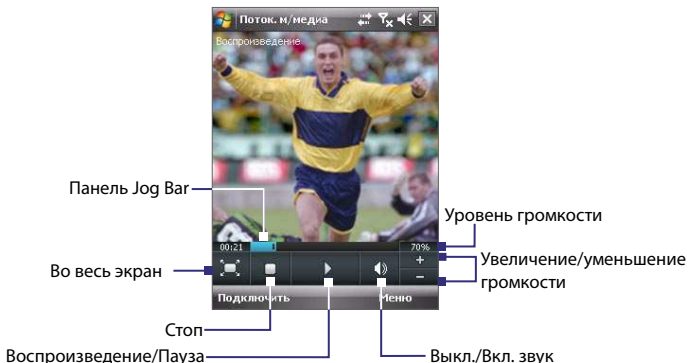 Поток. м/медиа
Воспроизведение
Панель Jog Bar
Уровень громкости
00:21
70%
Во весь экран
+
Увеличение/уменьшение
−
громкости
Подключить
Меню
Стоп
Воспроизведение/Пауза
Выкл./Вкл. звук